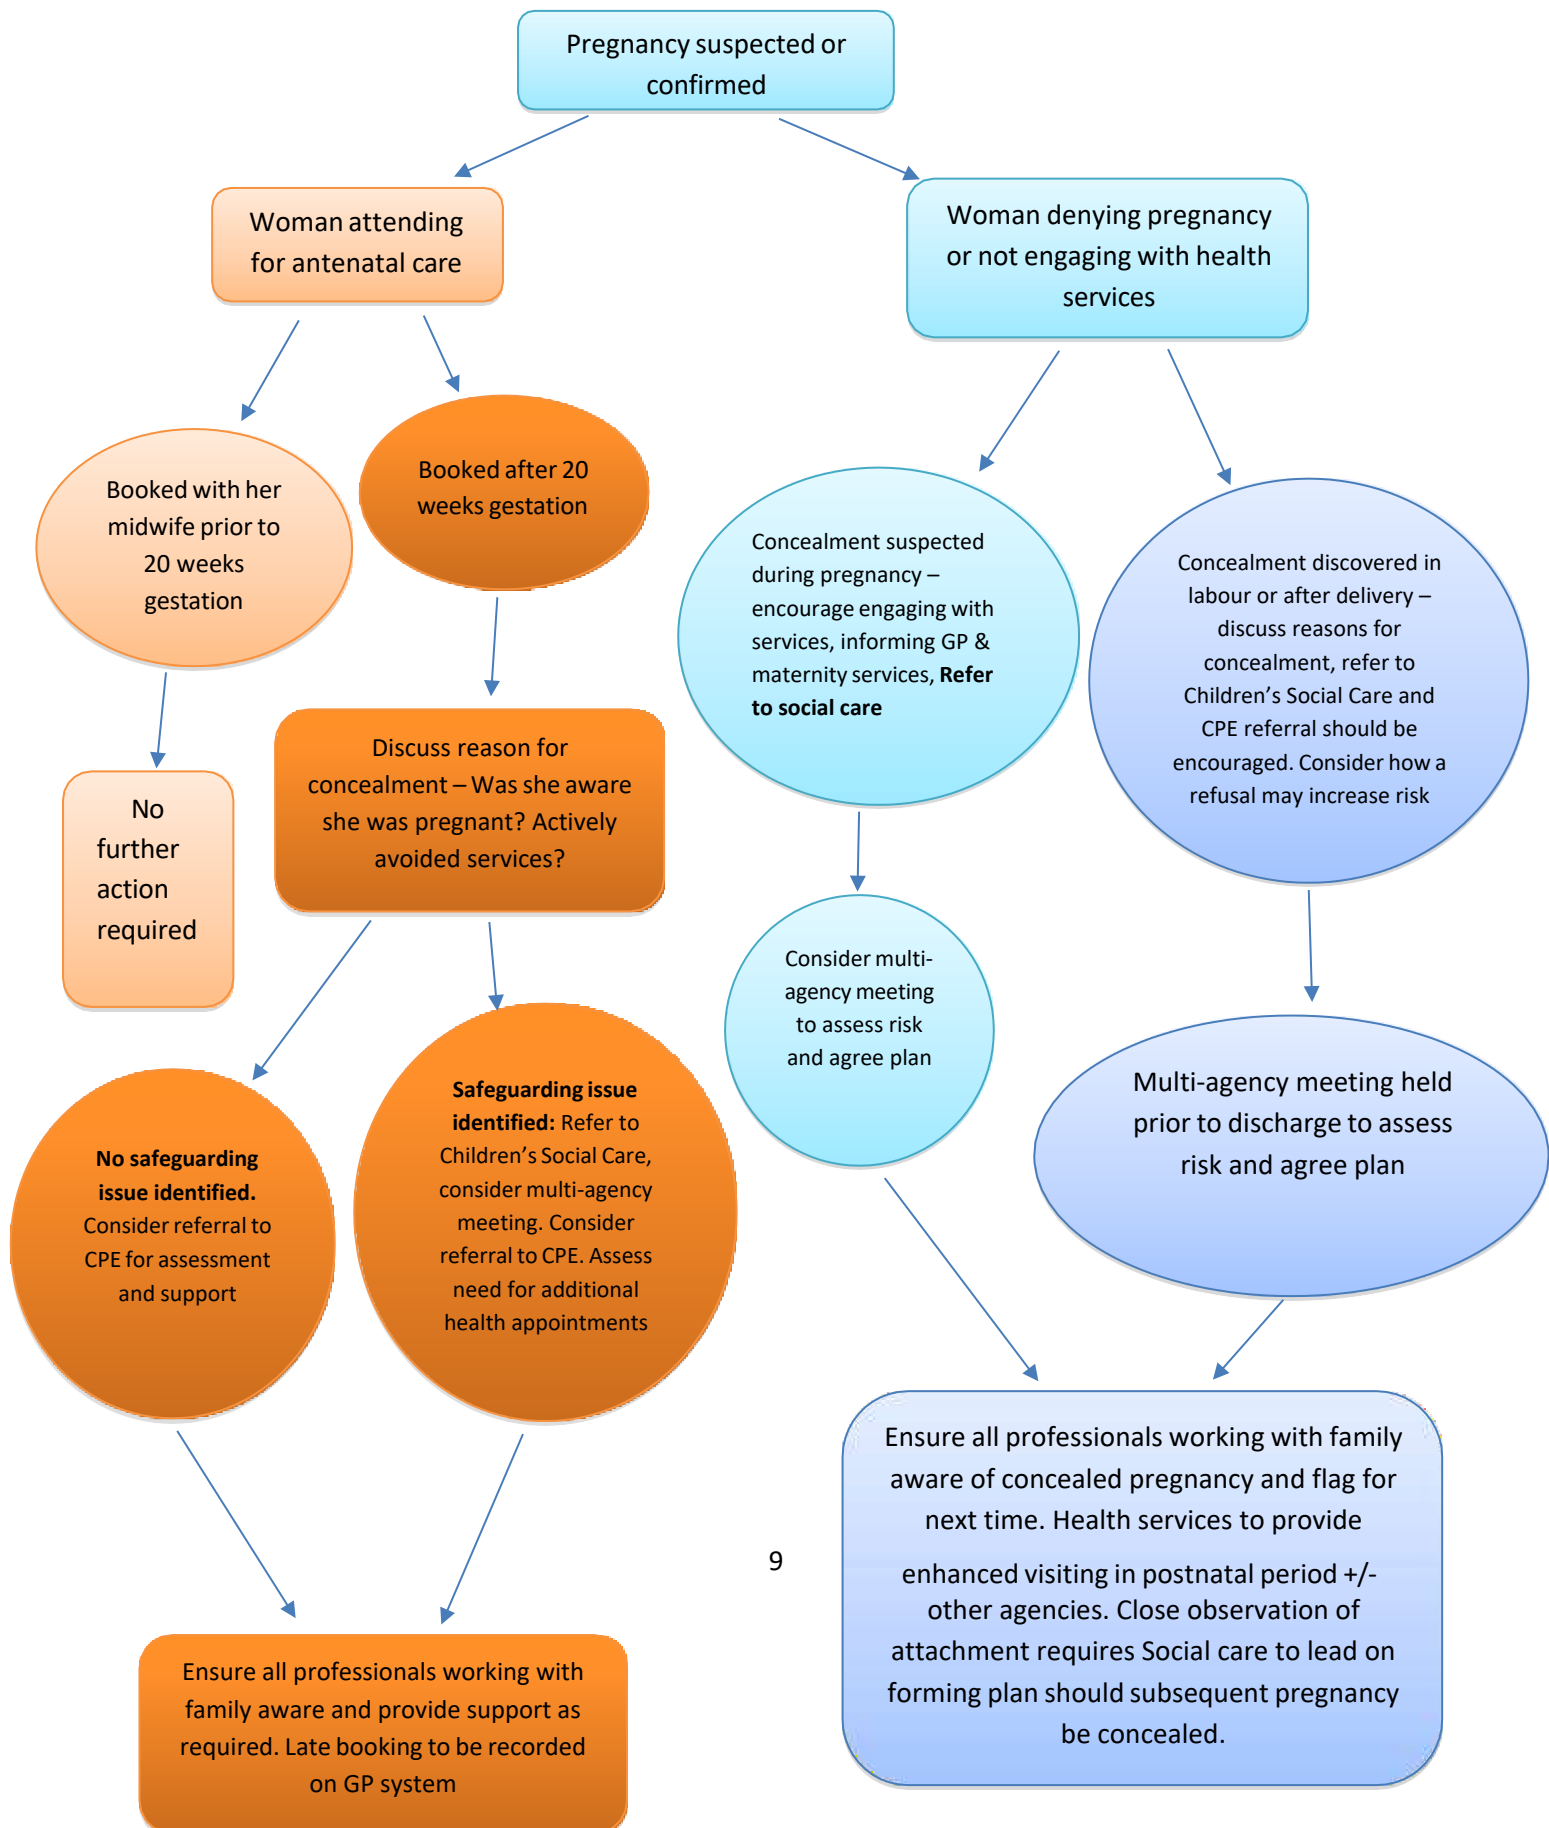 Pregnancy suspected or
confirmed
Woman attending
for antenatal care
Woman denying pregnancy
or not engaging with health
services
Booked with her
midwife prior to
20 weeks
gestation
Booked after 20
weeks gestation
Concealment suspected
during pregnancy –
encourage engaging with
services, informing GP &
maternity services, Refer
to social care
Concealment discovered in
labour or after delivery –
discuss reasons for
concealment, refer to
Children’s Social Care and
CPE referral should be
encouraged. Consider how a
refusal may increase risk
No
further
action
required
Discuss reason for
concealment – Was she aware
she was pregnant? Actively
avoided services?
Consider multi-
agency meeting
to assess risk
and agree plan
Multi-agency meeting held
prior to discharge to assess
risk and agree plan
No safeguarding
issue identified.
Consider referral to
CPE for assessment
and support
Safeguarding issue
identified: Refer to
Children’s Social Care,
consider multi-agency
meeting. Consider
referral to CPE. Assess
need for additional
health appointments
Ensure all professionals working with family
aware of concealed pregnancy and flag for
next time. Health services to provide
enhanced visiting in postnatal period +/-
other agencies. Close observation of
attachment requires Social care to lead on
forming plan should subsequent pregnancy
be concealed.
9
Ensure all professionals working with
family aware and provide support as
required. Late booking to be recorded
on GP system